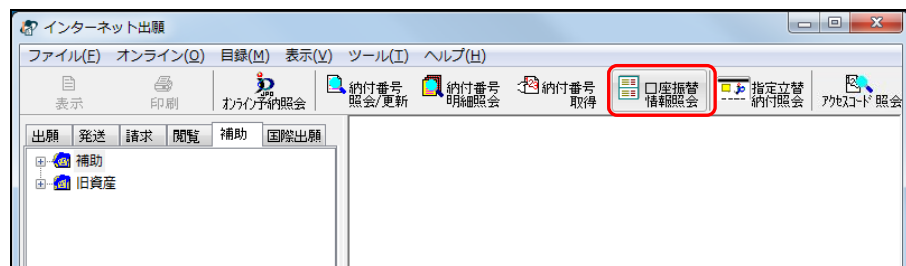 インターネット出願
ファイル(F) オンライン(O) 目録(M) 表示(V) ツール(T) ヘルプ(H)
表示
印刷
オンライン予納照会
納付番号
照会/更新
納付番号
明細照会
納付番号
取得
口座振替
情報照会
指定立替
納付照会
アクセスコード 照会
出願 発送 請求 閲覧 補助 国際出願
補助
旧資産